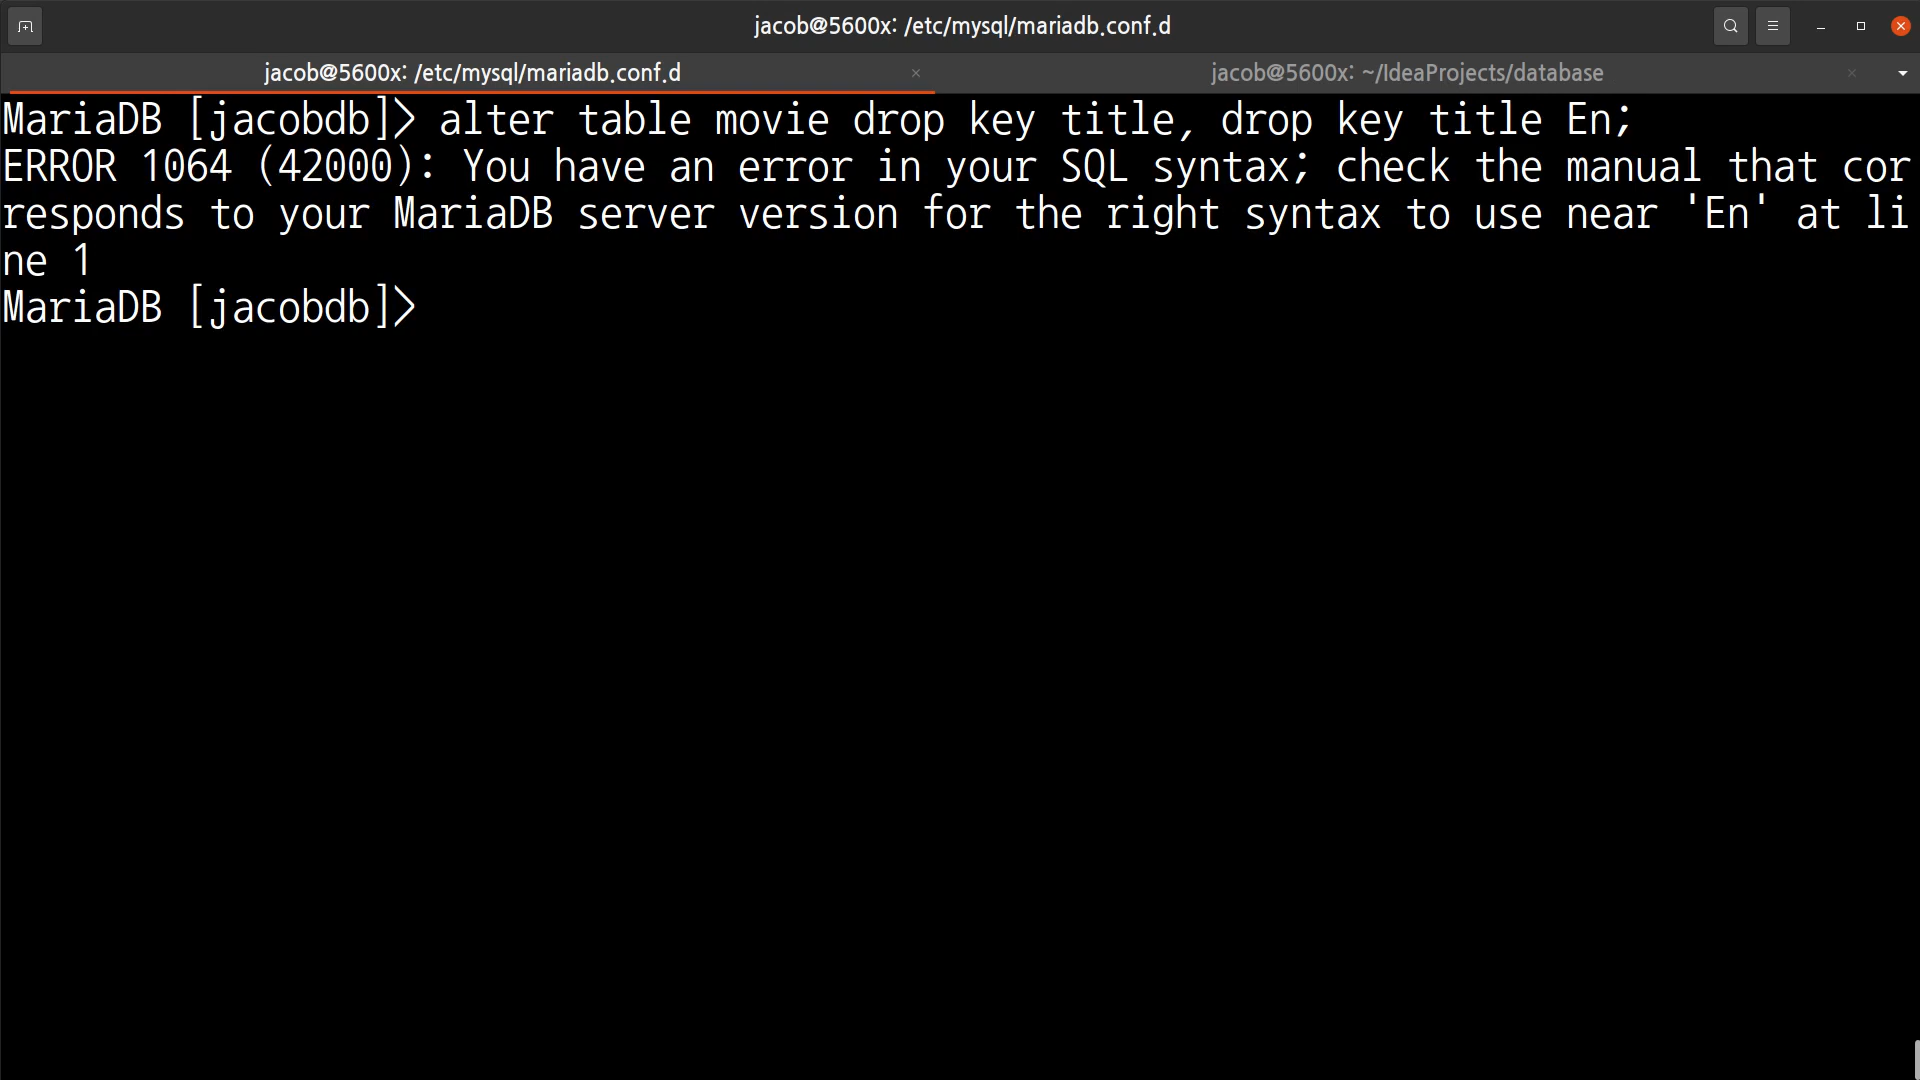 jacob@5600x: /etc/mysql/mariadb.conf.d
jacob@5600x: /etc/mysql/mariadb.conf.d
jacob@5600x: ~/IdeaProjects/database
MariaDB [jacobdb]> alter table movie drop key title, drop key title En;
ERROR 1064 (42000): You have an error in your SQL syntax; check the manual that cor
responds to your MariaDB server version for the right syntax to use near 'En' at li
ne 1
MariaDB [jacobdb]>